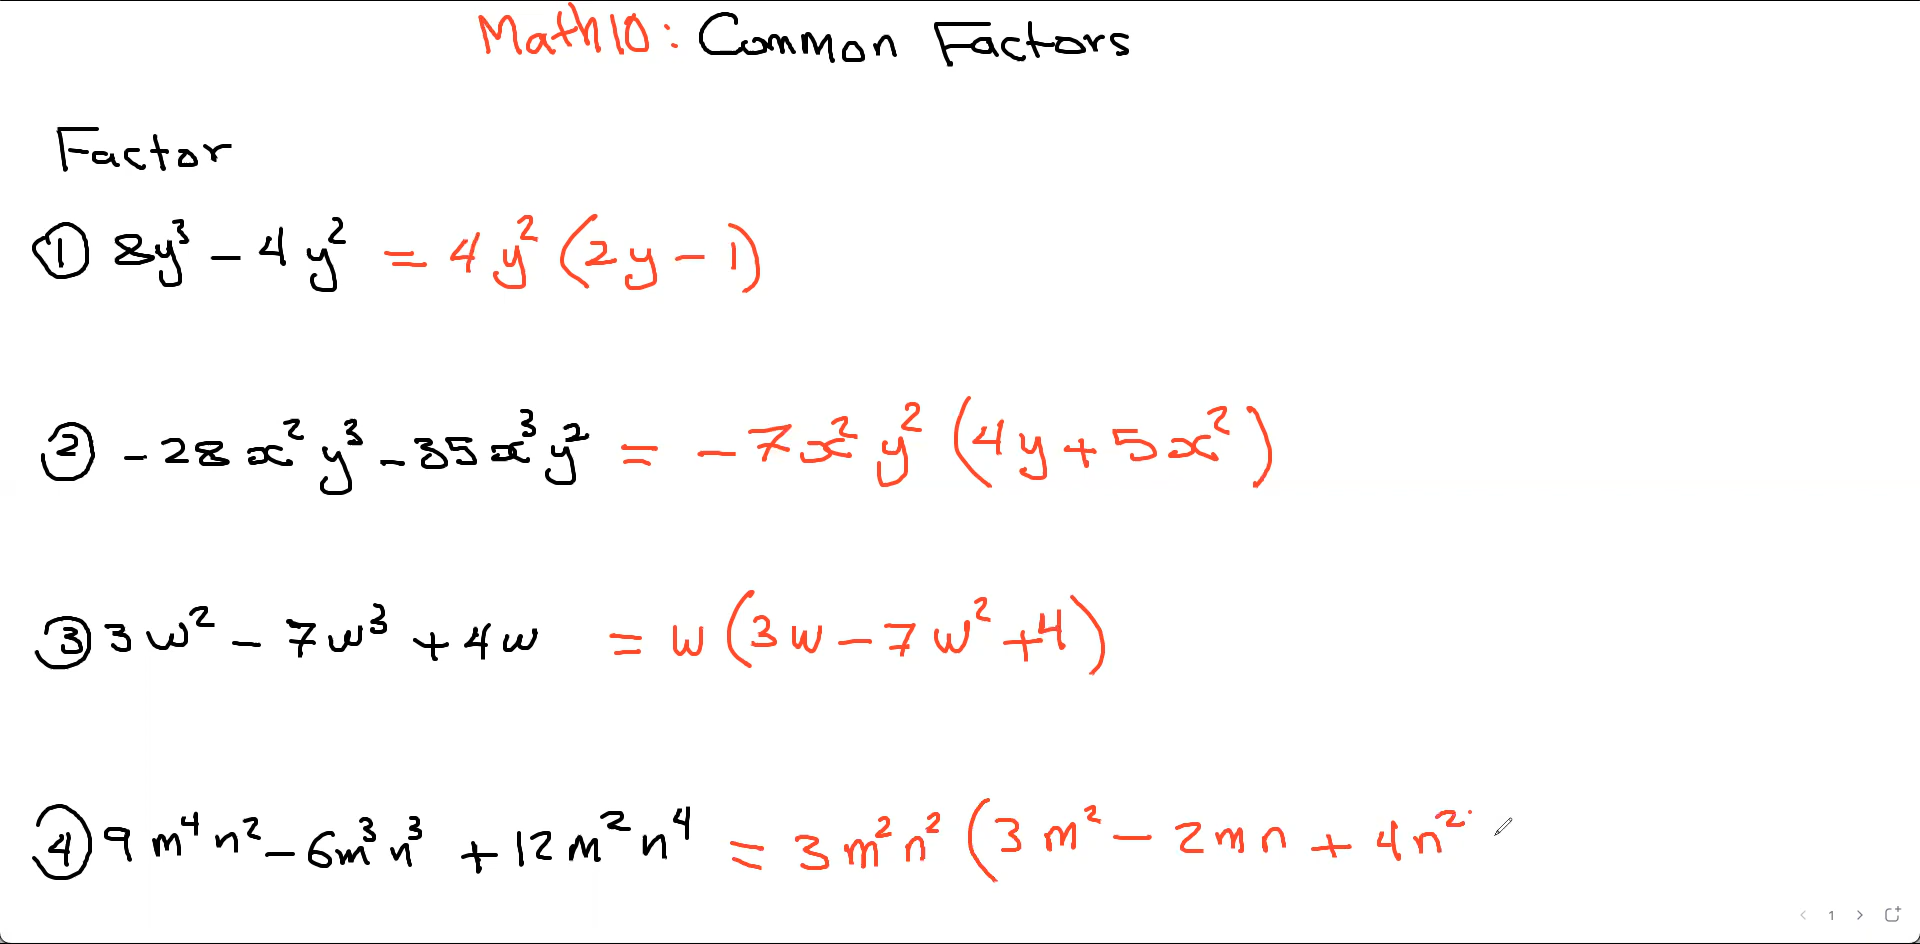 Math10: Common Factors
Factor
① 8y³ - 4y² = 4y² (2y - 1)
② -28x²y³ - 35x³y² = -7x²y² (4y + 5x²)
③ 3w² - 7w³ + 4w = w (3w - 7w² + 4)
④ 9m⁴n² - 6m³n³ + 12m²n⁴ = 3m²n² (3m² - 2mn + 4n²
1